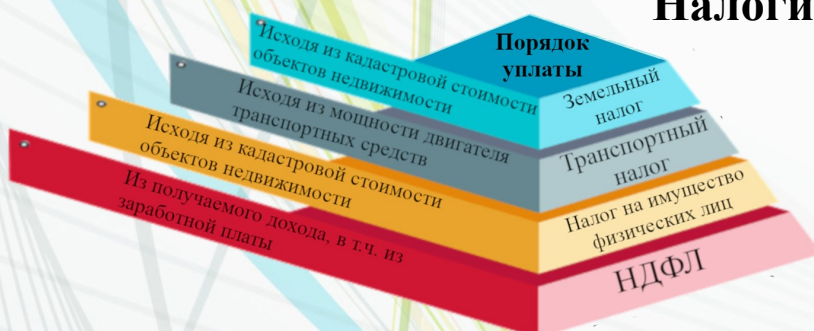 Налоги
Порядок
уплаты
Исходя из кадастровой стоимости
объектов недвижимости
Земельный
налог
Исходя из мощности двигателя
транспортных средств
Транспортный
налог
Исходя из кадастровой стоимости
объектов недвижимости
Налог на имущество
физических лиц
Из получаемого дохода, в т.ч. из
заработной платы
НДФЛ